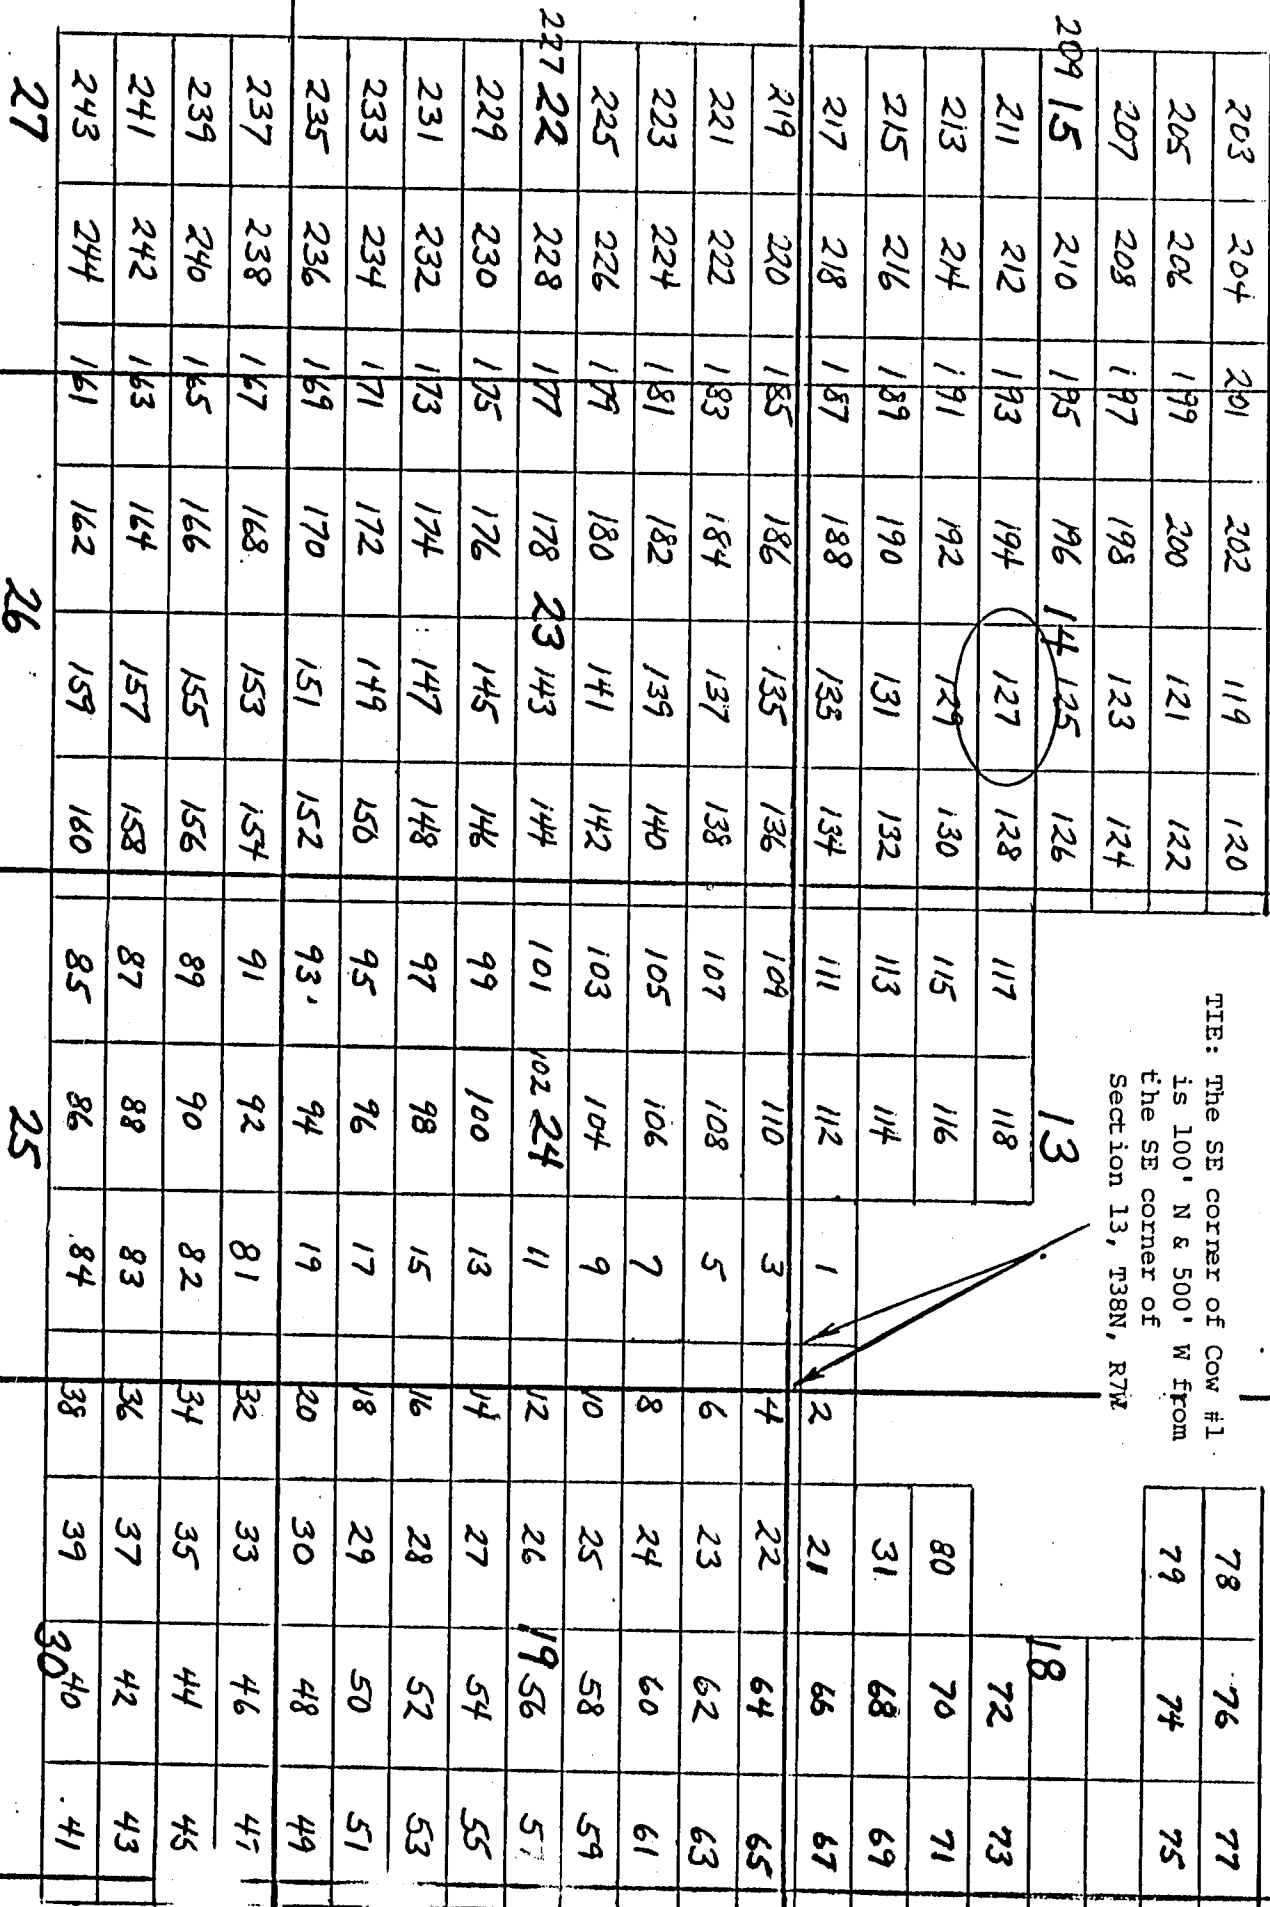 203 204 201 202 119 120 78 76 77
TIE: The SE corner of Cow #1
is 100' N & 500' W from
the SE corner of
Section 13, T38N, R7W
205 206 199 200 121 122 79 74 75
207 208 197 198 123 124
209 15 210 195 196 14 125 126 13 18
211 212 193 194 127 128 117 118 72 73
213 214 191 192 129 130 115 116 80 70 71
215 216 189 190 131 132 113 114 31 68 69
217 218 187 188 133 134 111 112 1 2 21 66 67
219 220 185 186 135 136 109 110 3 4 22 64 65
221 222 183 184 137 138 107 108 5 6 23 62 63
223 224 181 182 139 140 105 106 7 8 24 60 61
225 226 179 180 141 142 103 104 9 10 25 58 59
227 22 228 177 178 23 143 144 101 102 24 11 12 26 19 56
229 230 175 176 145 146 99 100 13 14 27 54 55
231 232 173 174 147 148 97 98 15 16 28 52 53
233 234 171 172 149 150 95 96 17 18 29 50 51
235 236 169 170 151 152 93 94 19 20 30 48 49
237 238 167 168 153 154 91 92 81 32 33 46 47
239 240 165 166 155 156 89 90 82 34 35 44 45
241 242 163 164 157 158 87 88 83 36 37 42 43
243 244 161 162 159 160 85 86 84 38 39 30 40 41
27 26 25